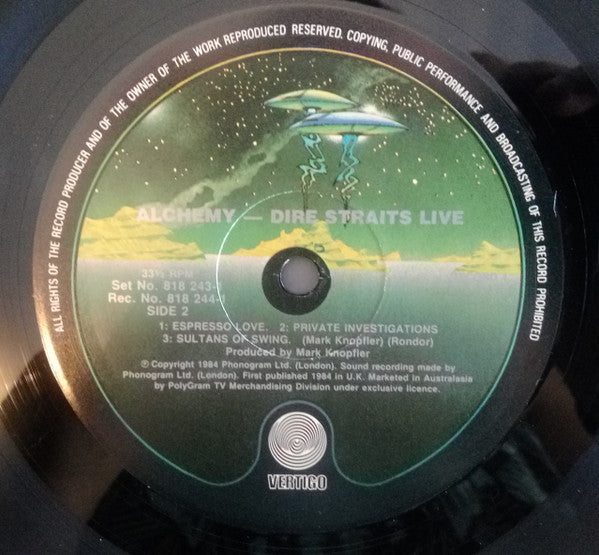 ALL RIGHTS OF THE RECORD PRODUCER AND OF THE OWNER OF THE WORK REPRODUCED RESERVED. COPYING, PUBLIC PERFORMANCE AND BROADCASTING OF THIS RECORD PROHIBITED
ALCHEMY — DIRE STRAITS LIVE
33⅓ RPM
Set No. 818 243-1
Rec. No. 818 244-1
SIDE 2
1: ESPRESSO LOVE. 2: PRIVATE INVESTIGATIONS
3: SULTANS OF SWING. (Mark Knopfler) (Rondor)
Produced by Mark Knopfler
℗ Copyright 1984 Phonogram Ltd. (London). Sound recording made by
Phonogram Ltd. (London). First published 1984 in U.K. Marketed in Australasia
by PolyGram TV Merchandising Division under exclusive licence.
VERTIGO